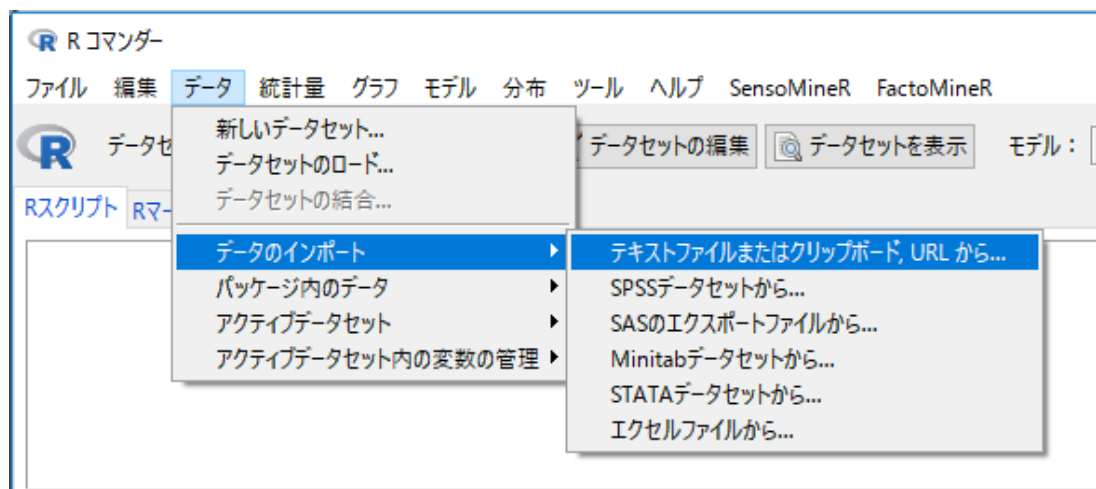 R コマンダー
ファイル 編集 データ 統計量 グラフ モデル 分布 ツール ヘルプ SensoMineR FactoMineR
データセ データセットの編集 データセットを表示 モデル：
Rスクリプト Rマー
新しいデータセット...
データセットのロード...
データセットの結合...
データのインポート
パッケージ内のデータ
アクティブデータセット
アクティブデータセット内の変数の管理
テキストファイルまたはクリップボード, URL から...
SPSSデータセットから...
SASのエクスポートファイルから...
Minitabデータセットから...
STATAデータセットから...
エクセルファイルから...